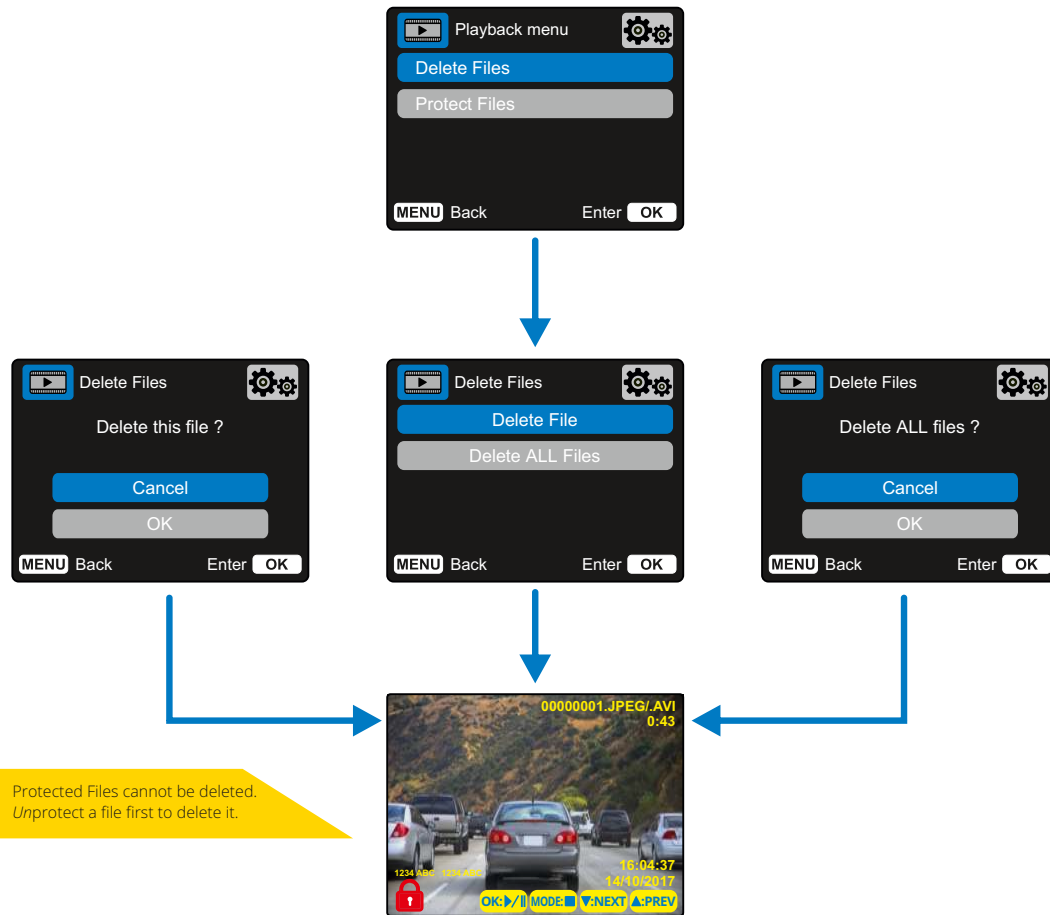 Playback menu
Delete Files
Protect Files
MENU Back Enter OK
Delete Files
Delete this file ?
Cancel
OK
MENU Back Enter OK
Delete Files
Delete File
Delete ALL Files
MENU Back Enter OK
Delete Files
Delete ALL files ?
Cancel
OK
MENU Back Enter OK
00000001.JPEG/.AVI
0:43
Protected Files cannot be deleted.
Unprotect a file first to delete it.
1234 ABC 1234 ABC
16:04:37
14/10/2017
OK: MODE: :NEXT :PREV